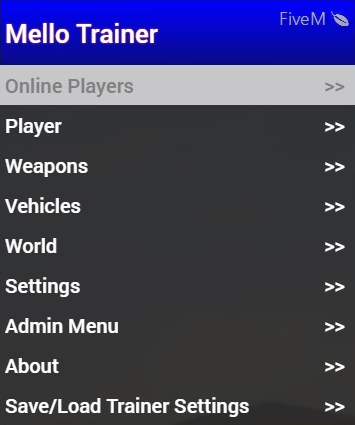 FiveM
Mello Trainer
Online Players >>
Player >>
Weapons >>
Vehicles >>
World >>
Settings >>
Admin Menu >>
About >>
Save/Load Trainer Settings >>